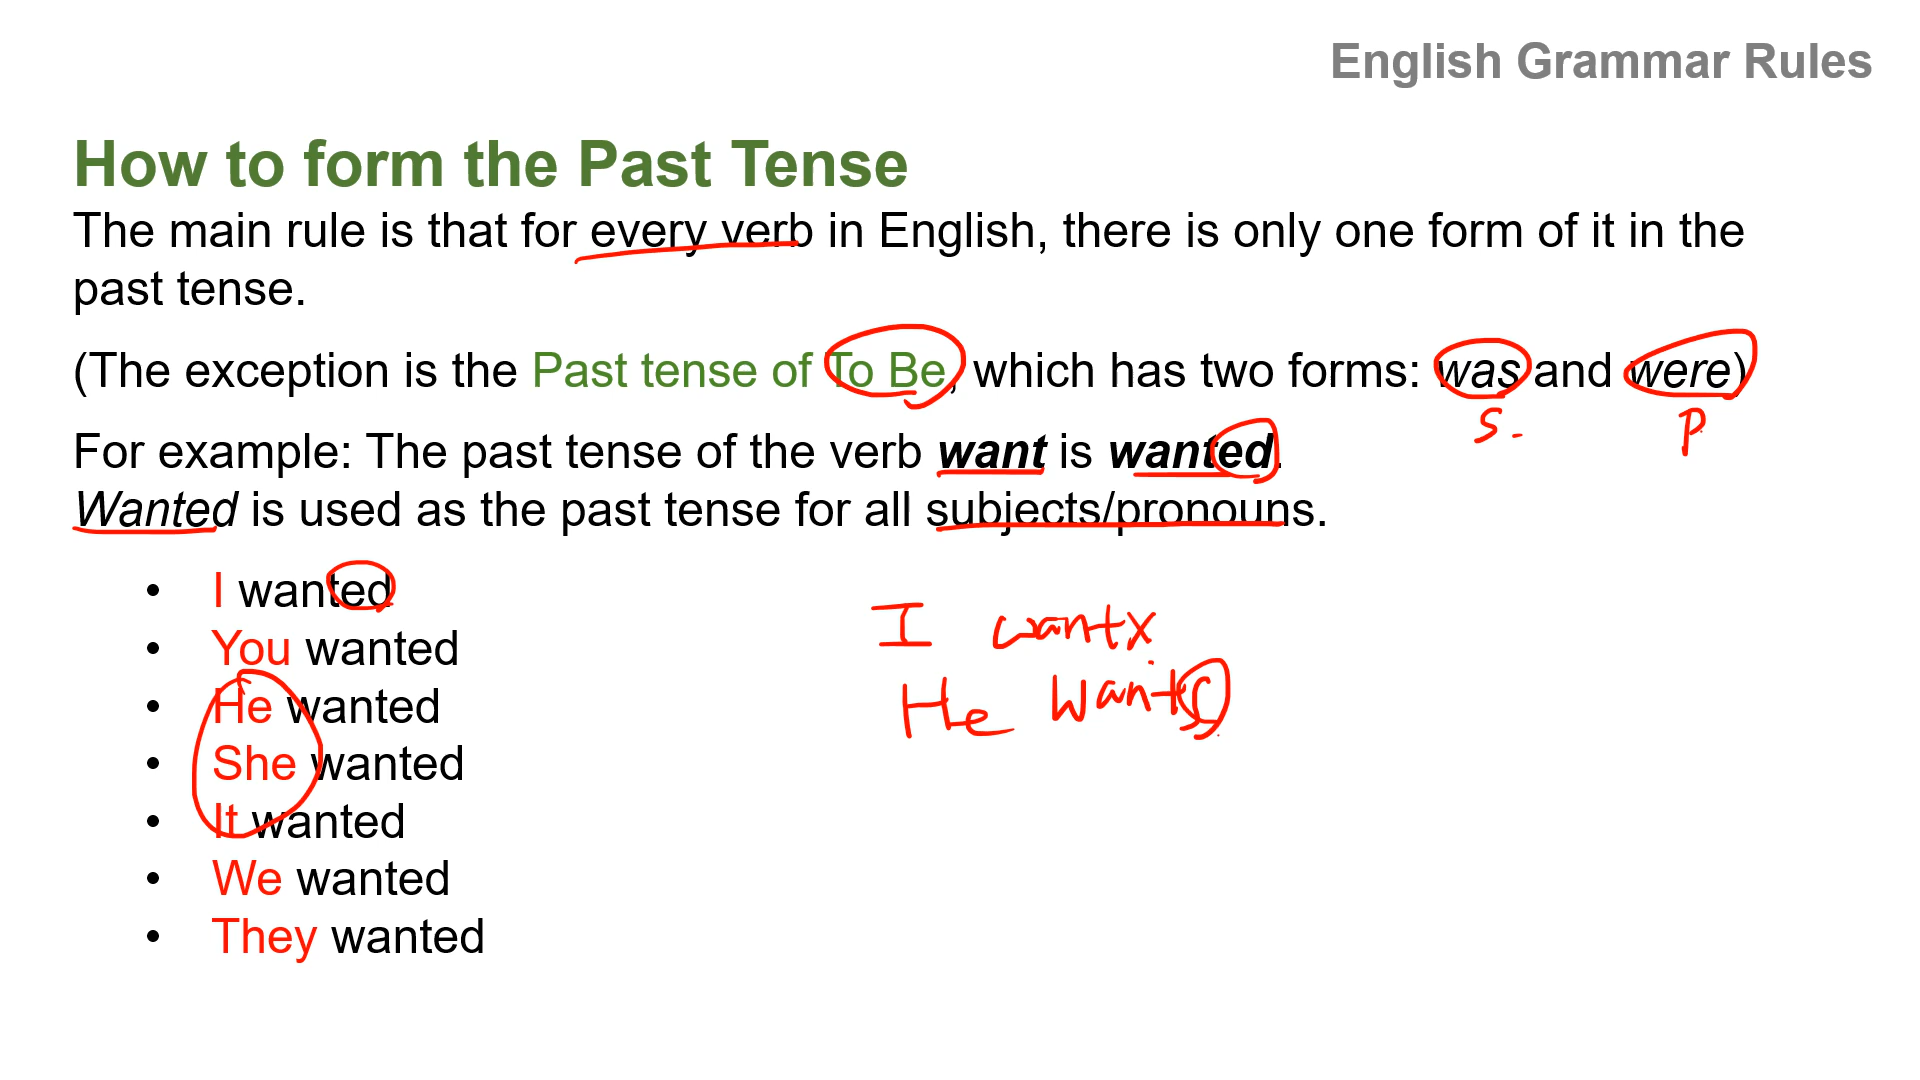 English Grammar Rules
How to form the Past Tense
The main rule is that for every verb in English, there is only one form of it in the
past tense.
(The exception is the Past tense of To Be, which has two forms: was and were)
S. P
For example: The past tense of the verb want is wanted.
Wanted is used as the past tense for all subjects/pronouns.
• I wanted
• You wanted
• He wanted
• She wanted
• It wanted
• We wanted
• They wanted
I wantx
He wants